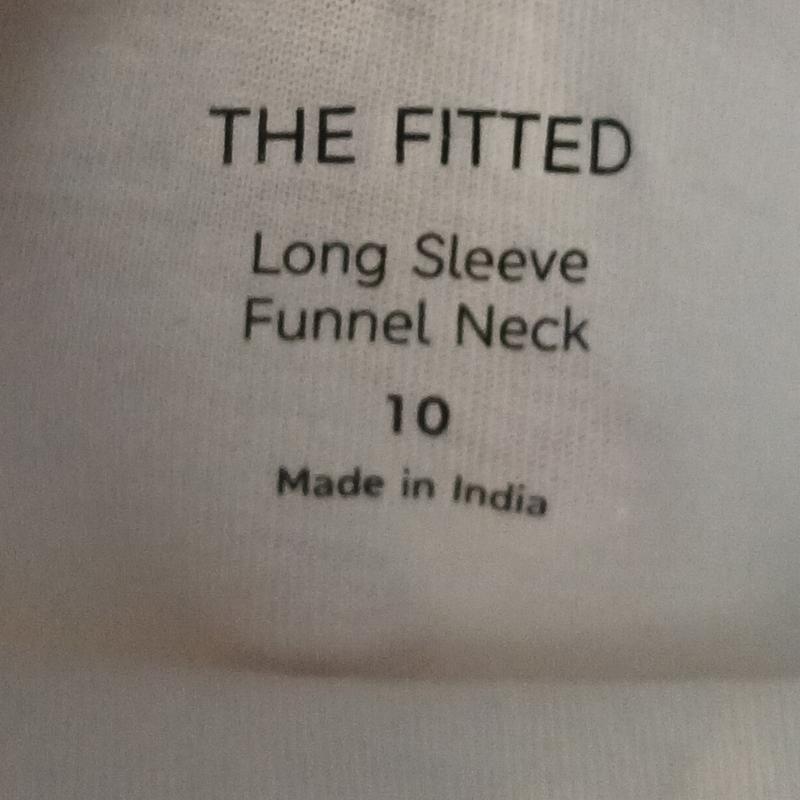 THE FITTED
Long Sleeve
Funnel Neck
10
Made in India